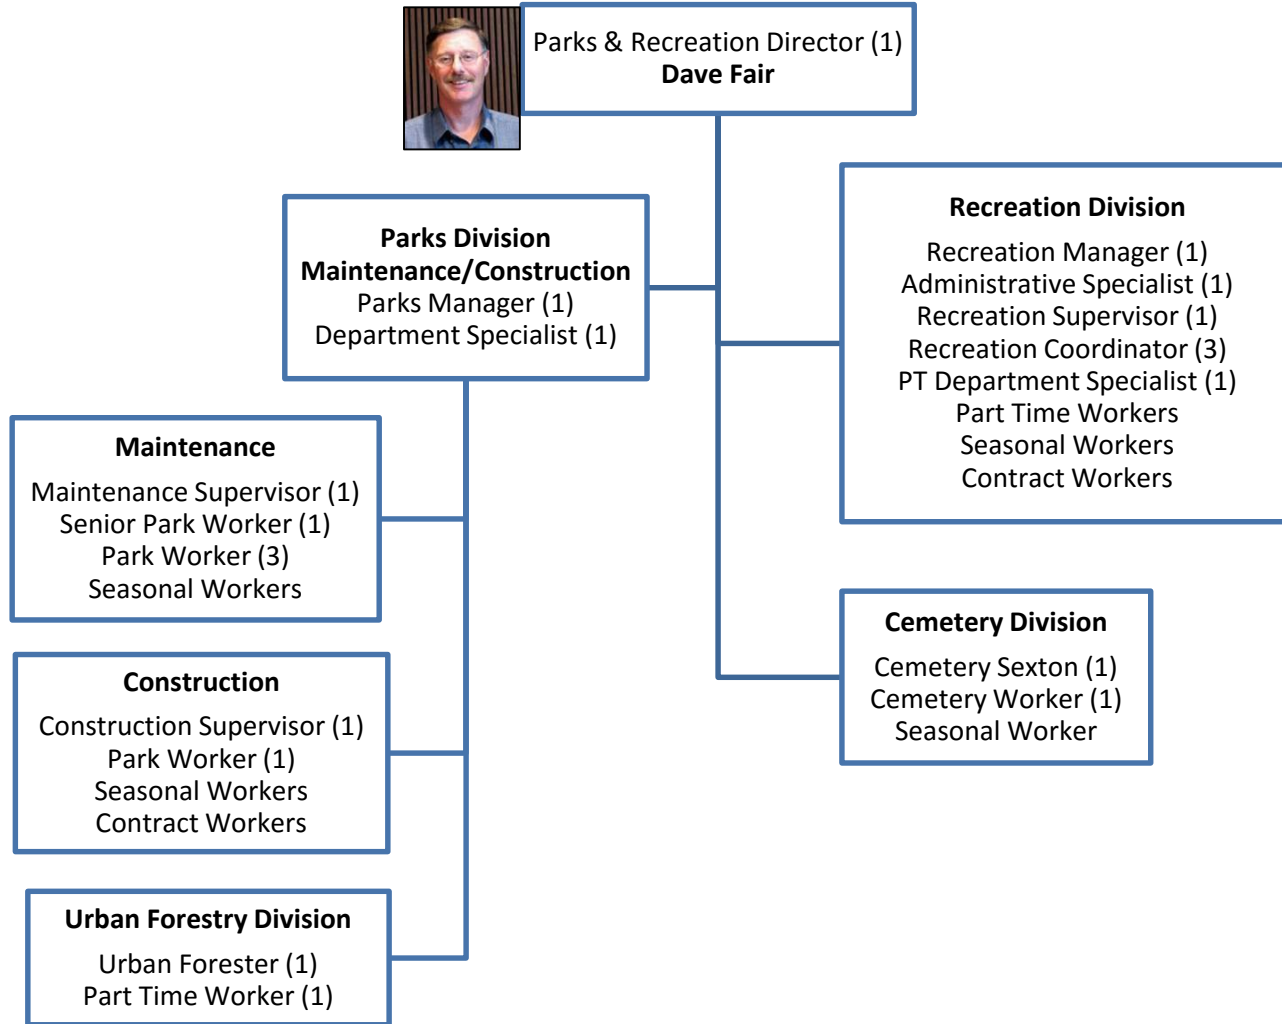 Parks & Recreation Director (1)
Dave Fair
Parks Division
Maintenance/Construction
Parks Manager (1)
Department Specialist (1)
Recreation Division
Recreation Manager (1)
Administrative Specialist (1)
Recreation Supervisor (1)
Recreation Coordinator (3)
PT Department Specialist (1)
Part Time Workers
Seasonal Workers
Contract Workers
Maintenance
Maintenance Supervisor (1)
Senior Park Worker (1)
Park Worker (3)
Seasonal Workers
Construction
Construction Supervisor (1)
Park Worker (1)
Seasonal Workers
Contract Workers
Cemetery Division
Cemetery Sexton (1)
Cemetery Worker (1)
Seasonal Worker
Urban Forestry Division
Urban Forester (1)
Part Time Worker (1)